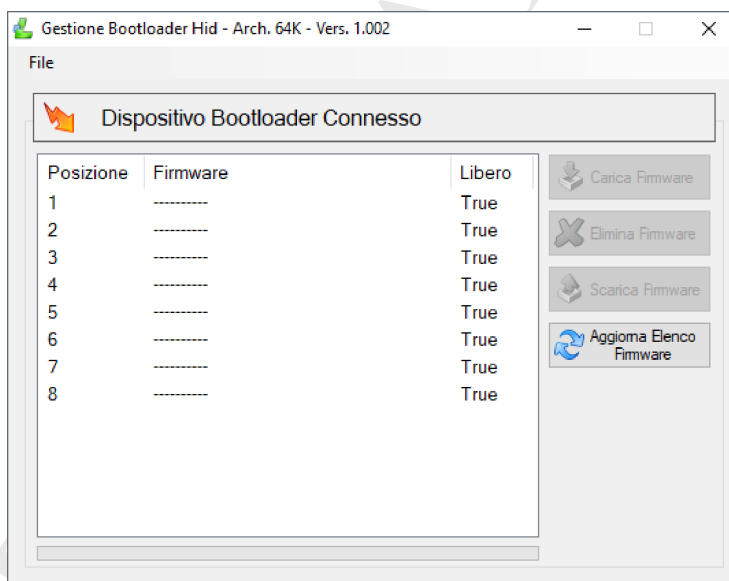 Gestione Bootloader Hid - Arch. 64K - Vers. 1.002
File
Dispositivo Bootloader Connesso
Posizione Firmware Libero
1 ---------- True
2 ---------- True
3 ---------- True
4 ---------- True
5 ---------- True
6 ---------- True
7 ---------- True
8 ---------- True
Carica Firmware
Elimina Firmware
Scarica Firmware
Aggiorna Elenco
Firmware